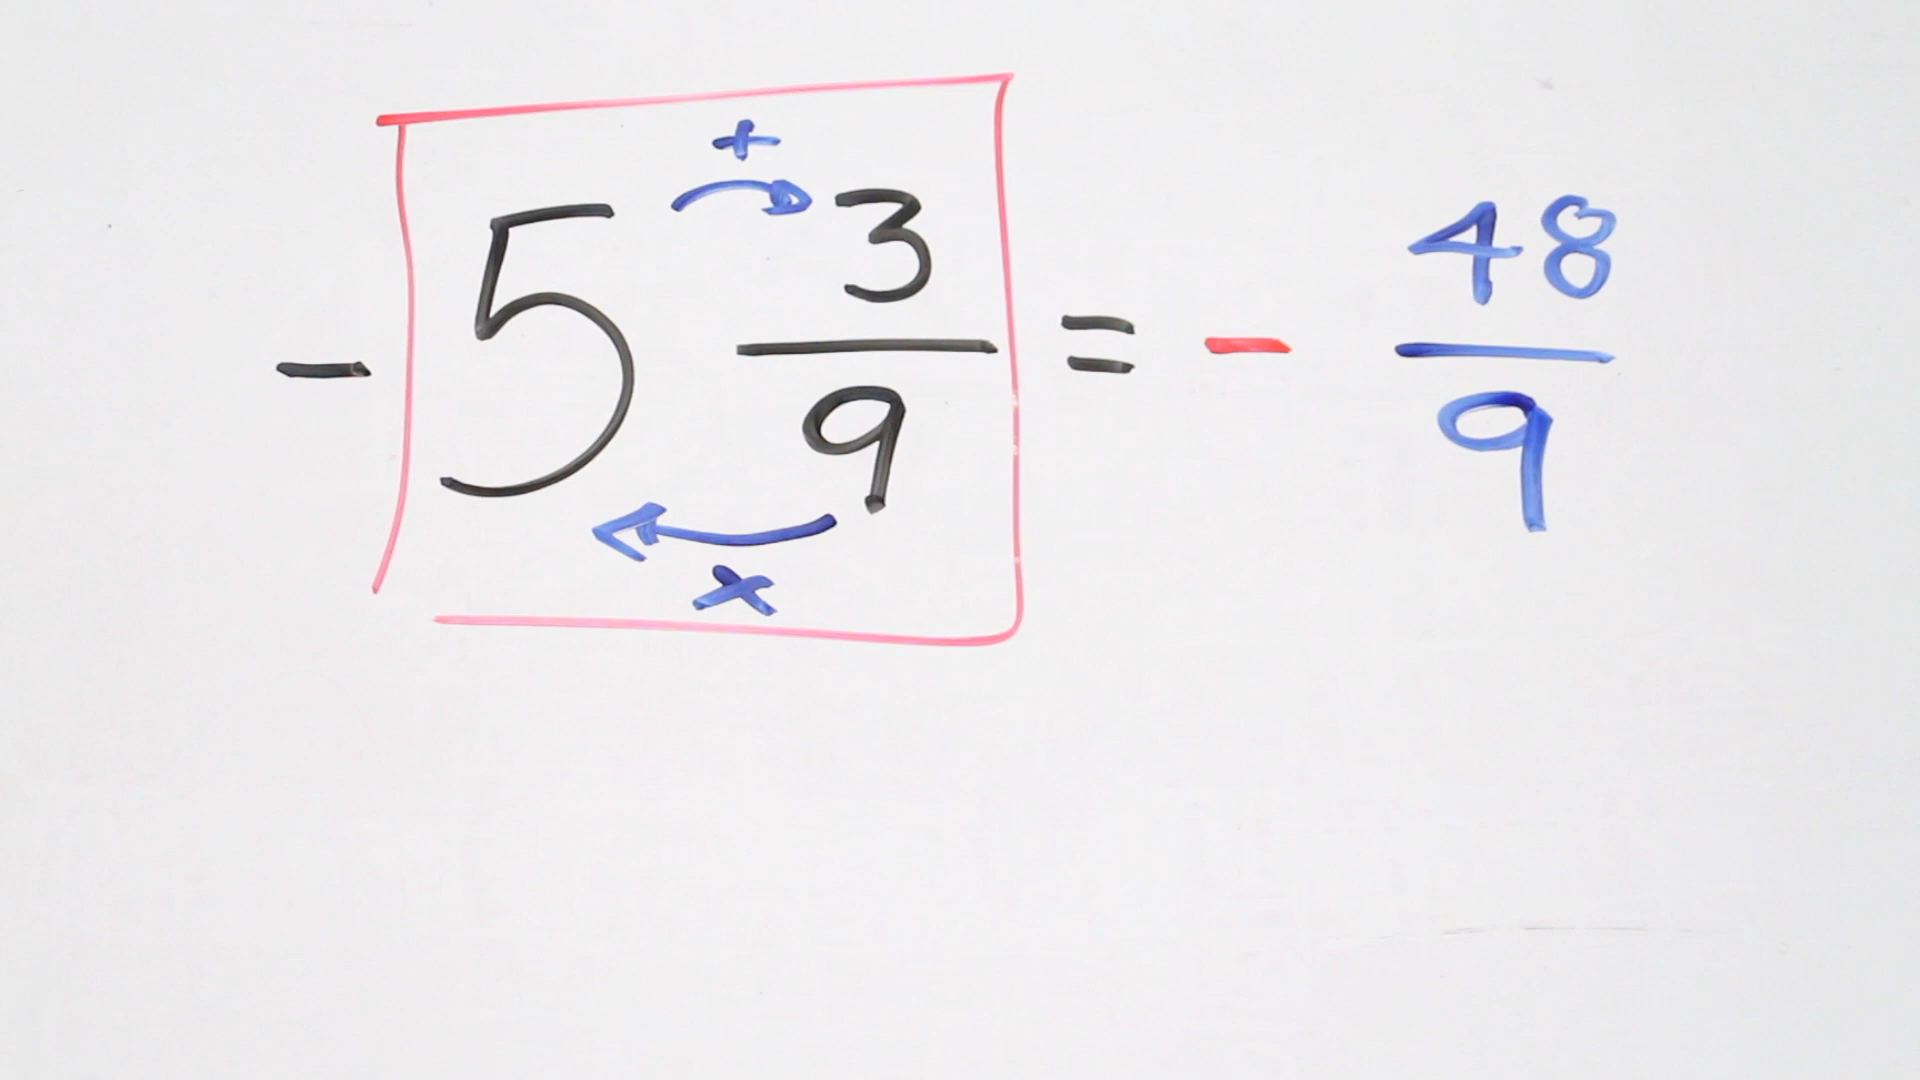 +
- 5 3/9 = - 48/9
x